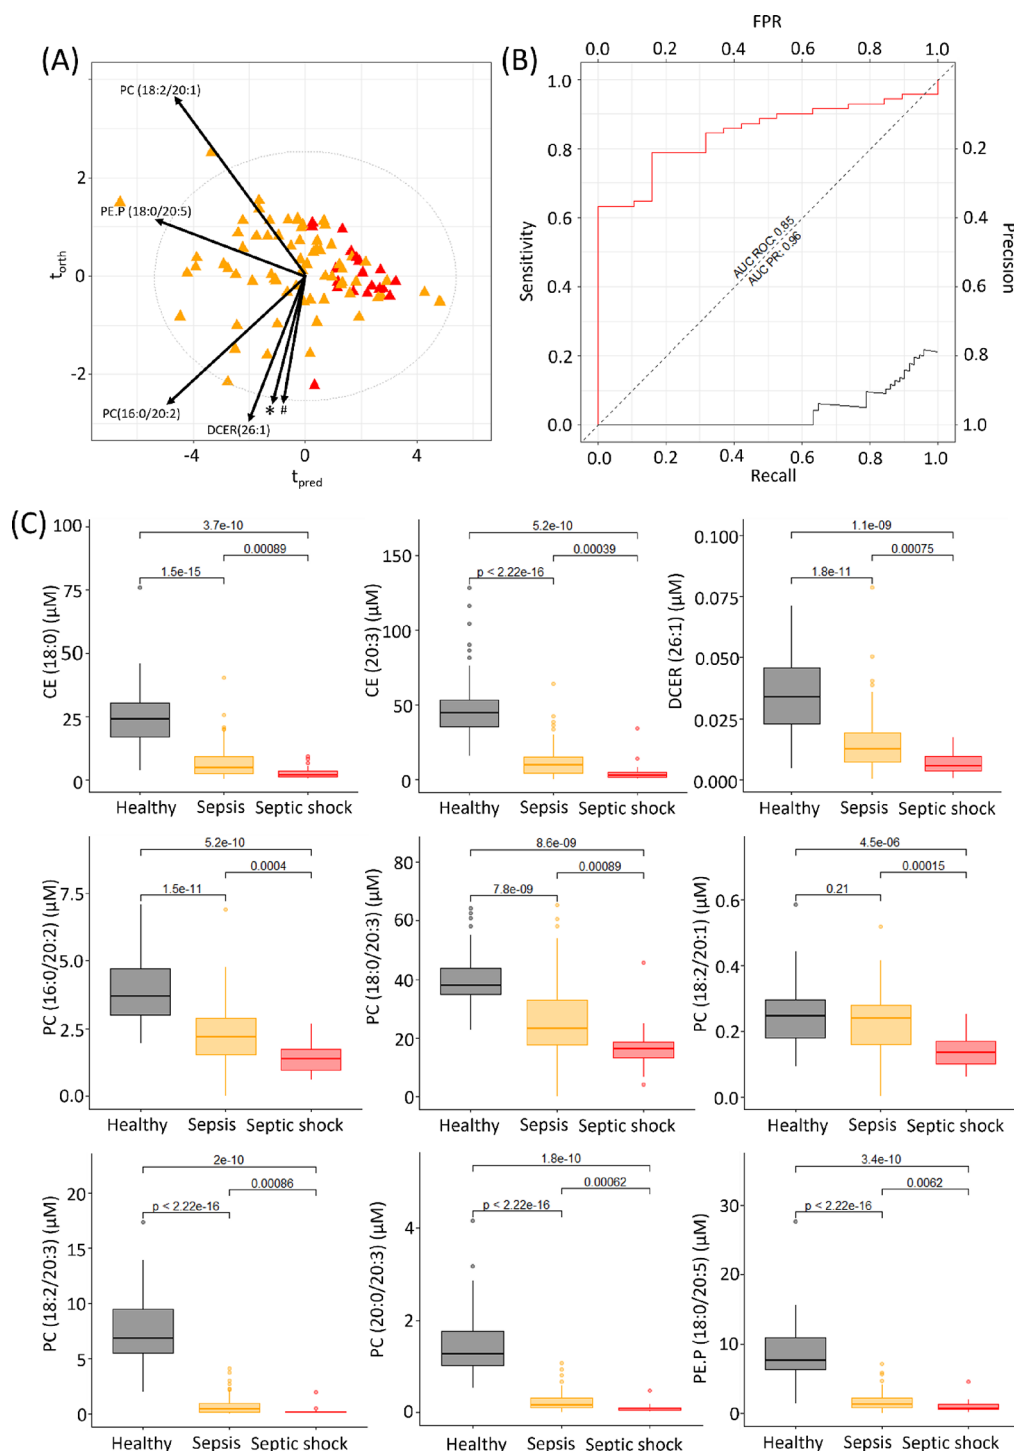 (A)
PC (18:2/20:1)
PE.P (18:0/20:5)
PC(16:0/20:2)
DCER(26:1)
*
#
2
0
-2
t_orth
-4
0
4
t_pred
(B)
FPR
0.0 0.2 0.4 0.6 0.8 1.0
1.0
0.8
0.6
0.4
0.2
0.0
Sensitivity
AUC ROC: 0.85
AUC PR: 0.96
0.2
0.4
0.6
0.8
1.0
Precision
0.0 0.2 0.4 0.6 0.8 1.0
Recall
(C)
CE (18:0) (μM)
100
75
50
25
0
3.7e-10
0.00089
1.5e-15
Healthy Sepsis Septic shock
CE (20:3) (μM)
150
100
50
0
5.2e-10
0.00039
p < 2.22e-16
Healthy Sepsis Septic shock
DCER (26:1) (μM)
0.100
0.075
0.050
0.025
0.000
1.1e-09
0.00075
1.8e-11
Healthy Sepsis Septic shock
PC (16:0/20:2) (μM)
7.5
5.0
2.5
0.0
5.2e-10
0.0004
1.5e-11
Healthy Sepsis Septic shock
PC (18:0/20:3) (μM)
80
60
40
20
0
8.6e-09
0.00089
7.8e-09
Healthy Sepsis Septic shock
PC (18:2/20:1) (μM)
0.6
0.4
0.2
0.0
4.5e-06
0.00015
0.21
Healthy Sepsis Septic shock
PC (18:2/20:3) (μM)
20
15
10
5
0
2e-10
0.00086
p < 2.22e-16
Healthy Sepsis Septic shock
PC (20:0/20:3) (μM)
4
2
0
1.8e-10
0.00062
p < 2.22e-16
Healthy Sepsis Septic shock
PE.P (18:0/20:5) (μM)
30
20
10
0
3.4e-10
0.0062
p < 2.22e-16
Healthy Sepsis Septic shock